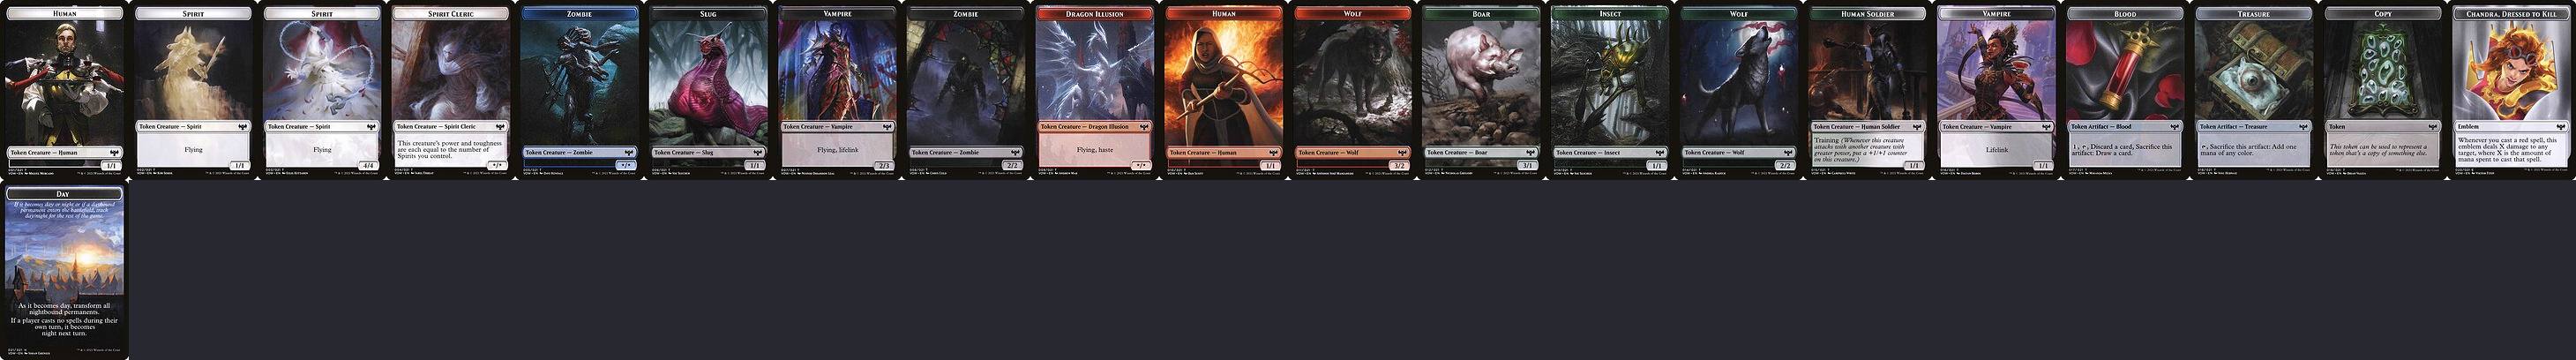 Human
Token Creature — Human
1/1
Spirit
Token Creature — Spirit
Flying
1/1
Spirit
Token Creature — Spirit
Flying
4/4
Spirit Cleric
Token Creature — Spirit Cleric
This creature's power and toughness
are each equal to the number of
Spirits you control.
*/*
Zombie
Token Creature — Zombie
*/*
Slug
Token Creature — Slug
1/1
Vampire
Token Creature — Vampire
Flying, lifelink
2/3
Zombie
Token Creature — Zombie
2/2
Dragon Illusion
Token Creature — Dragon Illusion
Flying, haste
*/*
Human
Token Creature — Human
1/1
Wolf
Token Creature — Wolf
3/2
Boar
Token Creature — Boar
3/1
Insect
Token Creature — Insect
1/1
Wolf
Token Creature — Wolf
2/2
Human Soldier
Token Creature — Human Soldier
Training (Whenever this creature
attacks with another creature with
greater power, put a +1/+1 counter
on this creature.)
1/1
Vampire
Token Creature — Vampire
Lifelink
1/1
Blood
Token Artifact — Blood
1, T, Discard a card, Sacrifice this
artifact: Draw a card.
Treasure
Token Artifact — Treasure
T, Sacrifice this artifact: Add one
mana of any color.
Copy
Token
This token can be used to represent a
token that's a copy of something else.
Chandra, Dressed to Kill
Emblem
Whenever you cast a red spell, this
emblem deals X damage to any
target, where X is the amount of
mana spent to cast that spell.
Day
If it becomes day or night or if a daybound
permanent enters the battlefield, track
day/night for the rest of the game.
As it becomes day, transform all
nightbound permanents.
If a player casts no spells during their
own turn, it becomes
night next turn.